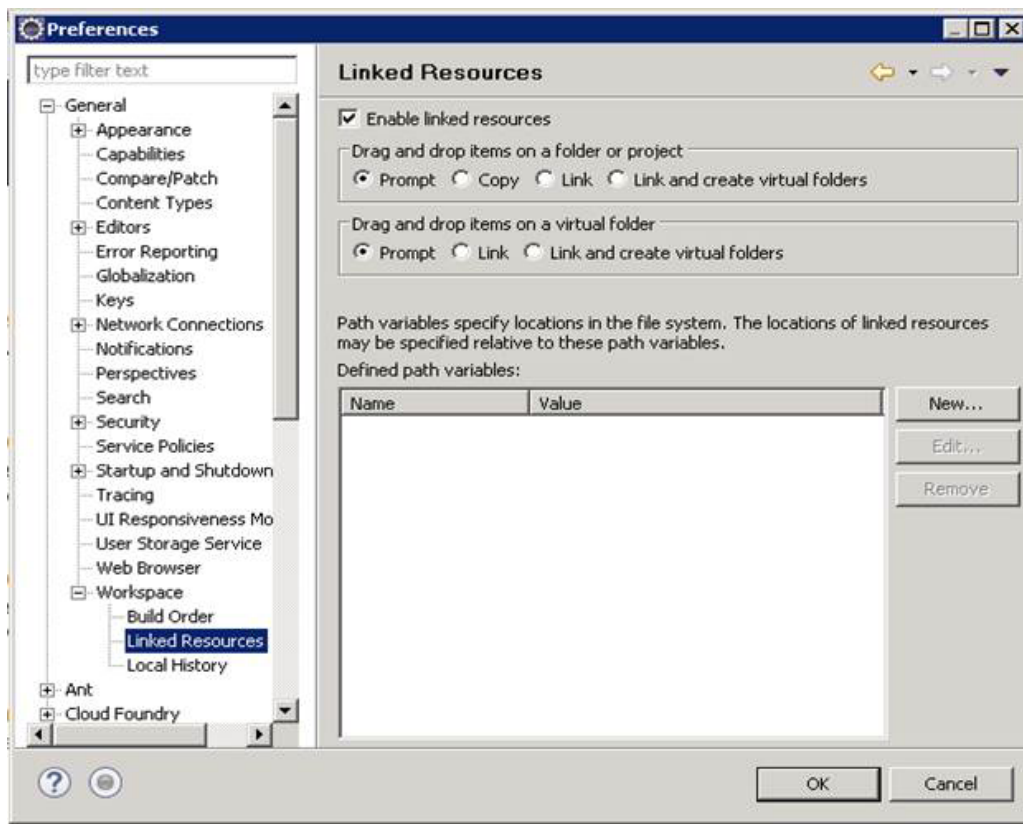 Preferences
type filter text
General
Appearance
Capabilities
Compare/Patch
Content Types
Editors
Error Reporting
Globalization
Keys
Network Connections
Notifications
Perspectives
Search
Security
Service Policies
Startup and Shutdown
Tracing
UI Responsiveness Mo
User Storage Service
Web Browser
Workspace
Build Order
Linked Resources
Local History
Ant
Cloud Foundry
Linked Resources
Enable linked resources
Drag and drop items on a folder or project
Prompt Copy Link Link and create virtual folders
Drag and drop items on a virtual folder
Prompt Link Link and create virtual folders
Path variables specify locations in the file system. The locations of linked resources
may be specified relative to these path variables.
Defined path variables:
Name Value
New...
Edit...
Remove
?
OK Cancel